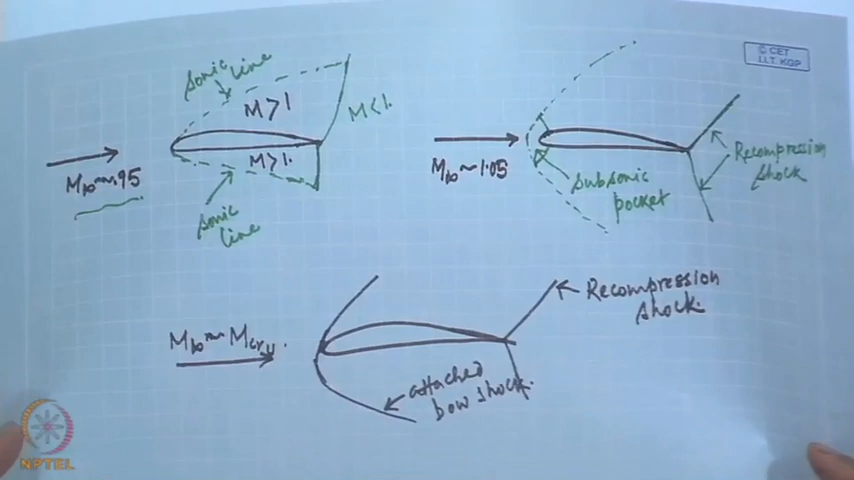 Sonic line
M>1
M<1.
M>1.
M∞~.95
Sonic line
© CET
I.I.T. KGP
M∞~1.05
Recompression shock
subsonic pocket
M∞~Mcr,u.
Recompression shock.
attached bow shock.
NPTEL